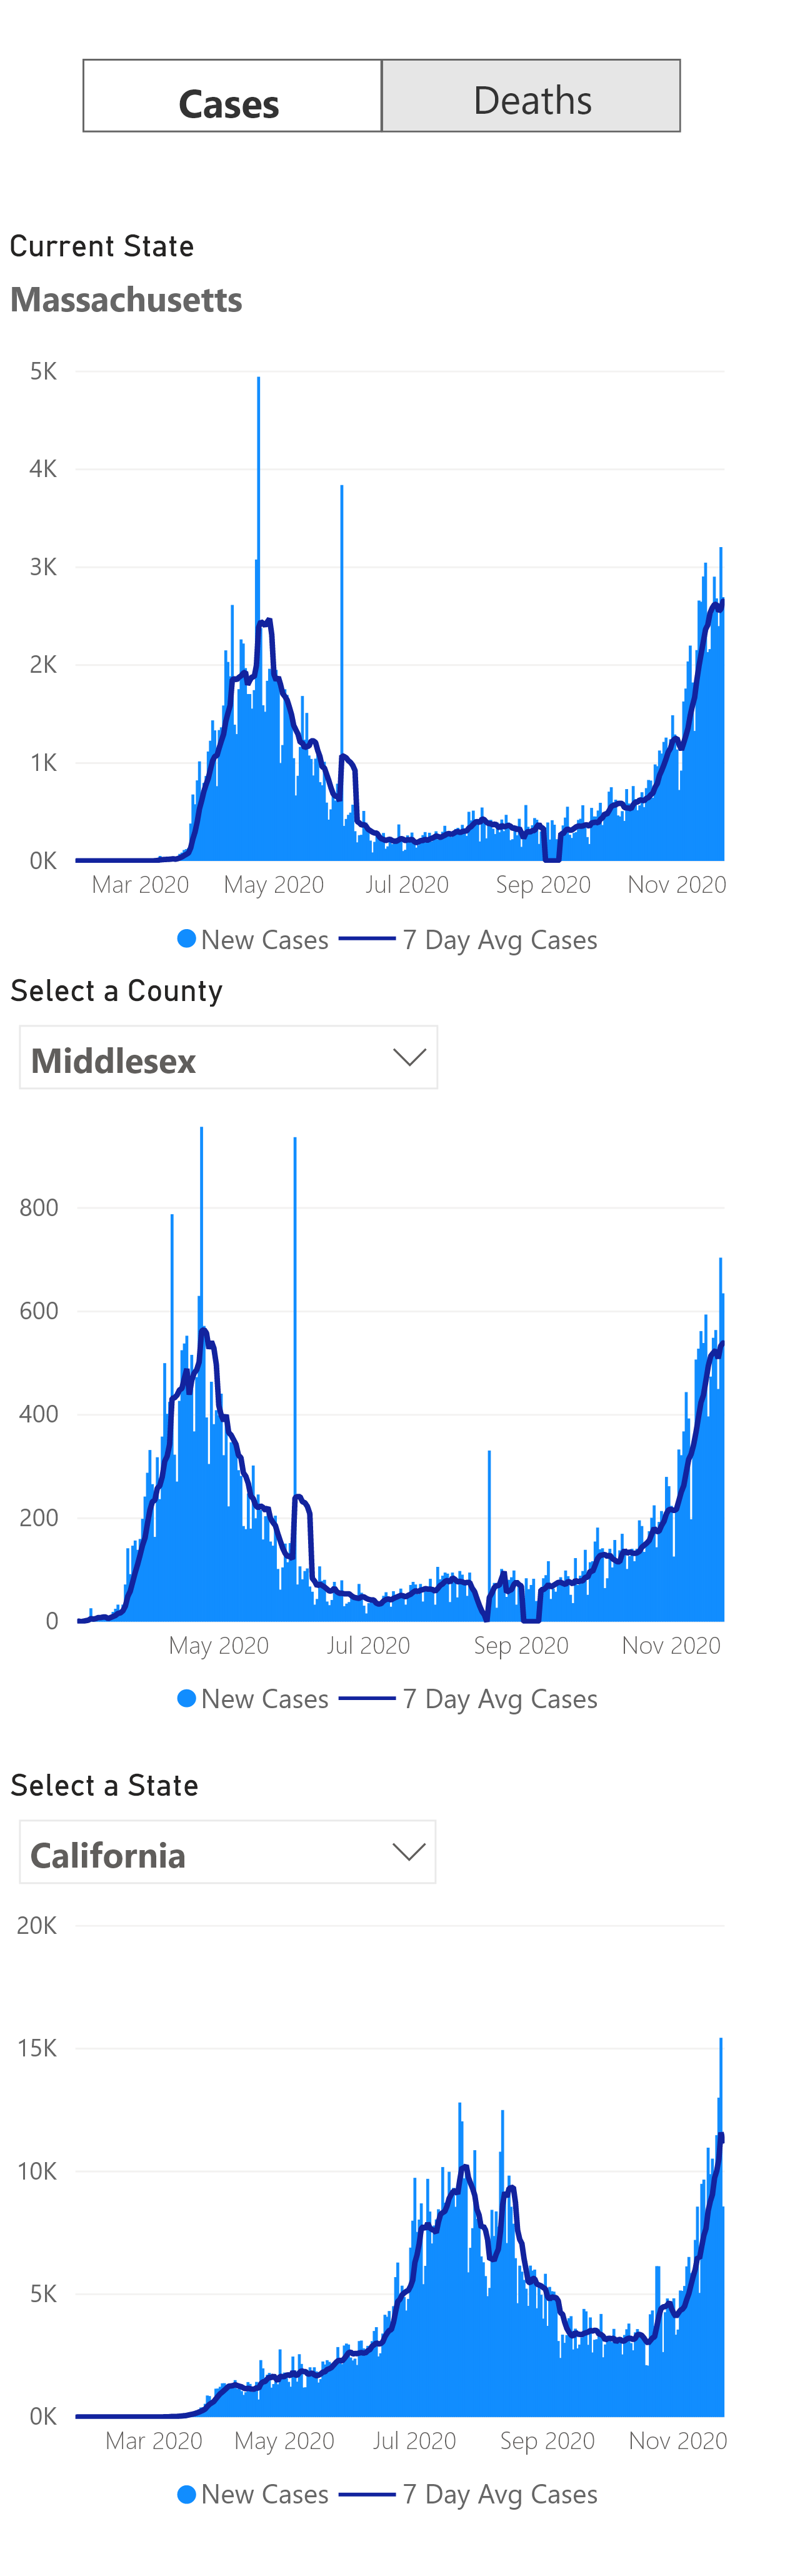 Cases Deaths
Current State
Massachusetts
5K
4K
3K
2K
1K
0K
Mar 2020 May 2020 Jul 2020 Sep 2020 Nov 2020
New Cases 7 Day Avg Cases
Select a County
Middlesex
800
600
400
200
0
May 2020 Jul 2020 Sep 2020 Nov 2020
New Cases 7 Day Avg Cases
Select a State
California
20K
15K
10K
5K
0K
Mar 2020 May 2020 Jul 2020 Sep 2020 Nov 2020
New Cases 7 Day Avg Cases